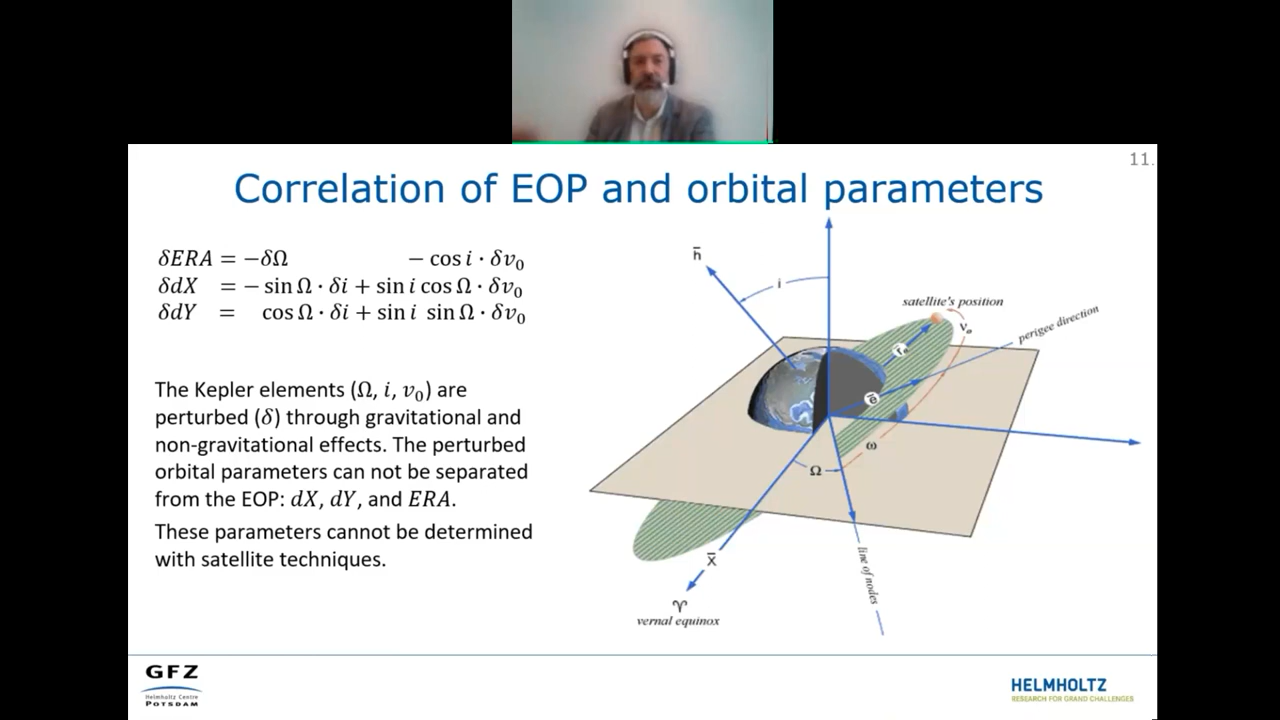 11.
Correlation of EOP and orbital parameters
δERA = −δΩ − cos i · δv₀
δdX = − sin Ω · δi + sin i cos Ω · δv₀
δdY = cos Ω · δi + sin i sin Ω · δv₀
The Kepler elements (Ω, i, v₀) are
perturbed (δ) through gravitational and
non-gravitational effects. The perturbed
orbital parameters can not be separated
from the EOP: dX, dY, and ERA.
These parameters cannot be determined
with satellite techniques.
h̄
i
satellite's position
v₀
perigee direction
r̄₀
ē
ω
Ω
line of nodes
X̄
♈
vernal equinox
GFZ
Helmholtz Centre
POTSDAM
HELMHOLTZ
RESEARCH FOR GRAND CHALLENGES